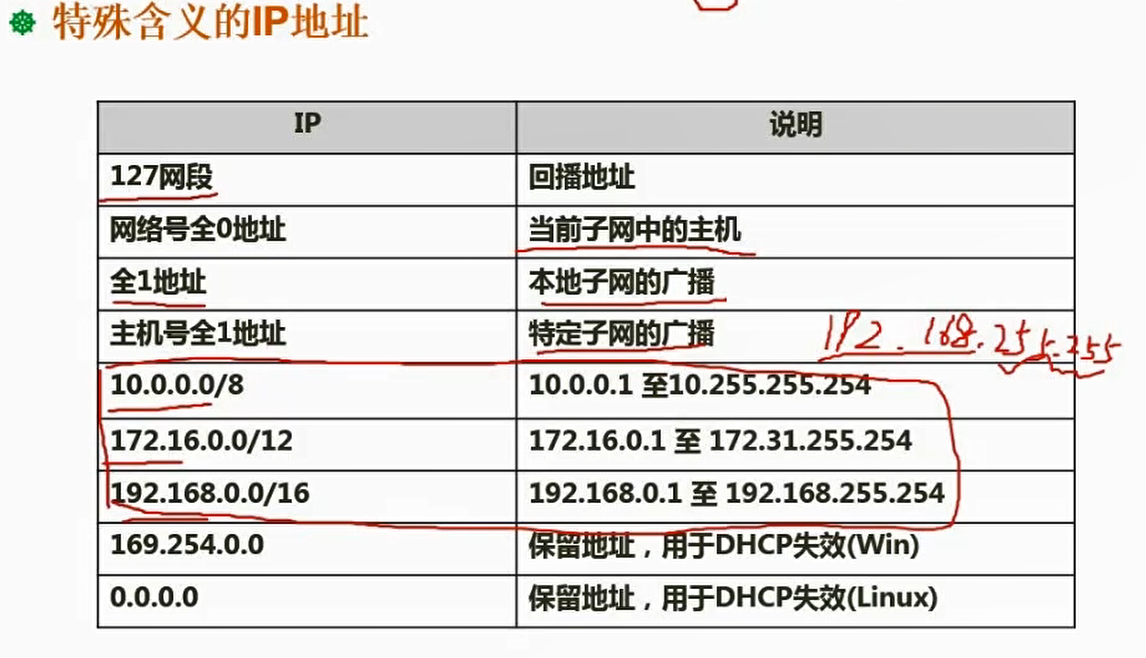 特殊含义的IP地址
IP 说明
127网段 回播地址
网络号全0地址 当前子网中的主机
全1地址 本地子网的广播
主机号全1地址 特定子网的广播 192.168.255.255
10.0.0.0/8 10.0.0.1 至10.255.255.254
172.16.0.0/12 172.16.0.1 至 172.31.255.254
192.168.0.0/16 192.168.0.1 至 192.168.255.254
169.254.0.0 保留地址，用于DHCP失效(Win)
0.0.0.0 保留地址，用于DHCP失效(Linux)